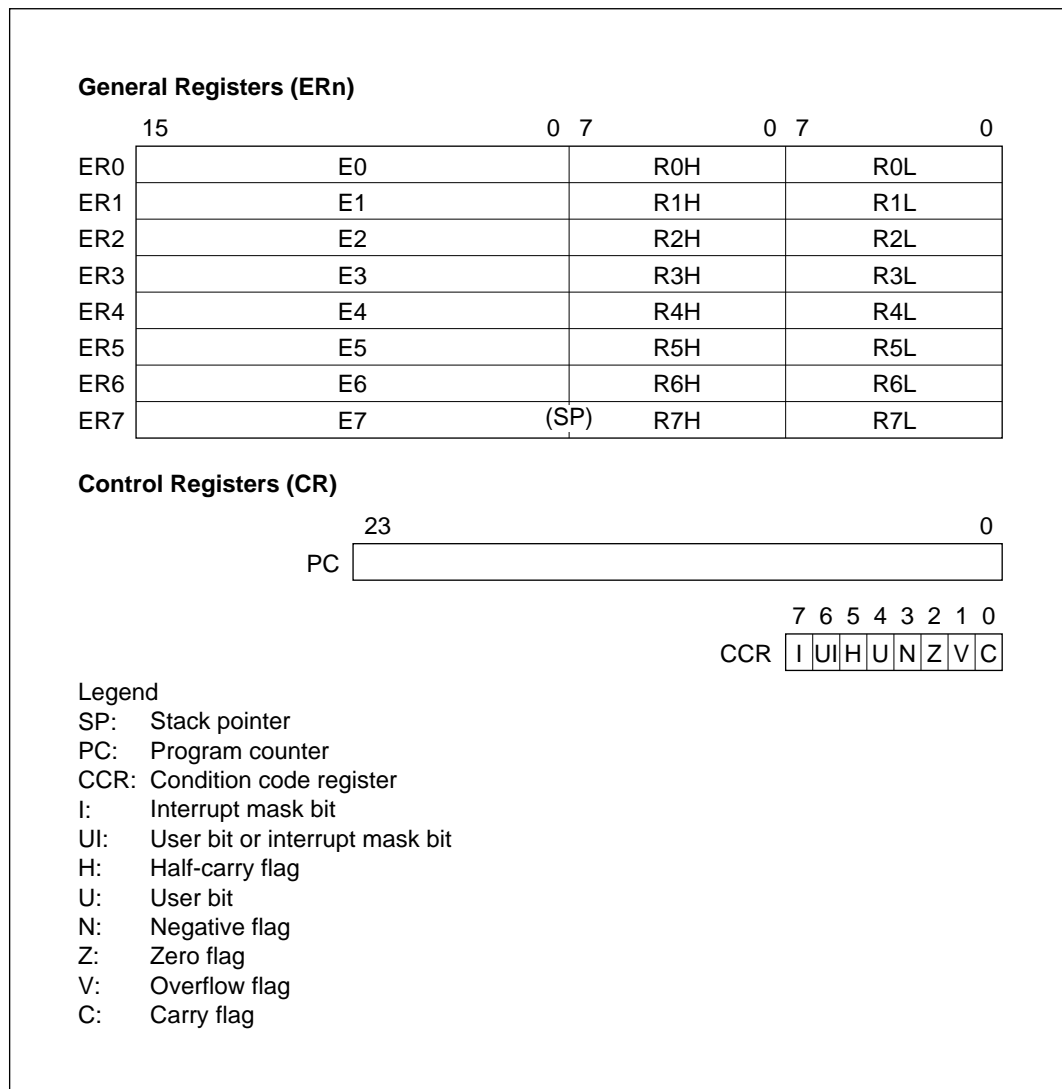 General Registers (ERn)
15 0 7 0 7 0
ER0 E0 R0H R0L
ER1 E1 R1H R1L
ER2 E2 R2H R2L
ER3 E3 R3H R3L
ER4 E4 R4H R4L
ER5 E5 R5H R5L
ER6 E6 R6H R6L
ER7 E7 (SP) R7H R7L
Control Registers (CR)
23 0
PC
7 6 5 4 3 2 1 0
CCR I UI H U N Z V C
Legend
SP: Stack pointer
PC: Program counter
CCR: Condition code register
I: Interrupt mask bit
UI: User bit or interrupt mask bit
H: Half-carry flag
U: User bit
N: Negative flag
Z: Zero flag
V: Overflow flag
C: Carry flag